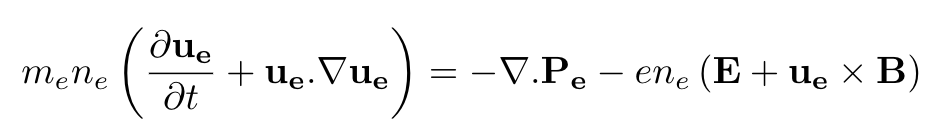 m_e n_e \left( \frac{\partial \mathbf{u_e}}{\partial t} + \mathbf{u_e} . \nabla \mathbf{u_e} \right) = -\nabla . \mathbf{P_e} - e n_e \left( \mathbf{E} + \mathbf{u_e} \times \mathbf{B} \right)